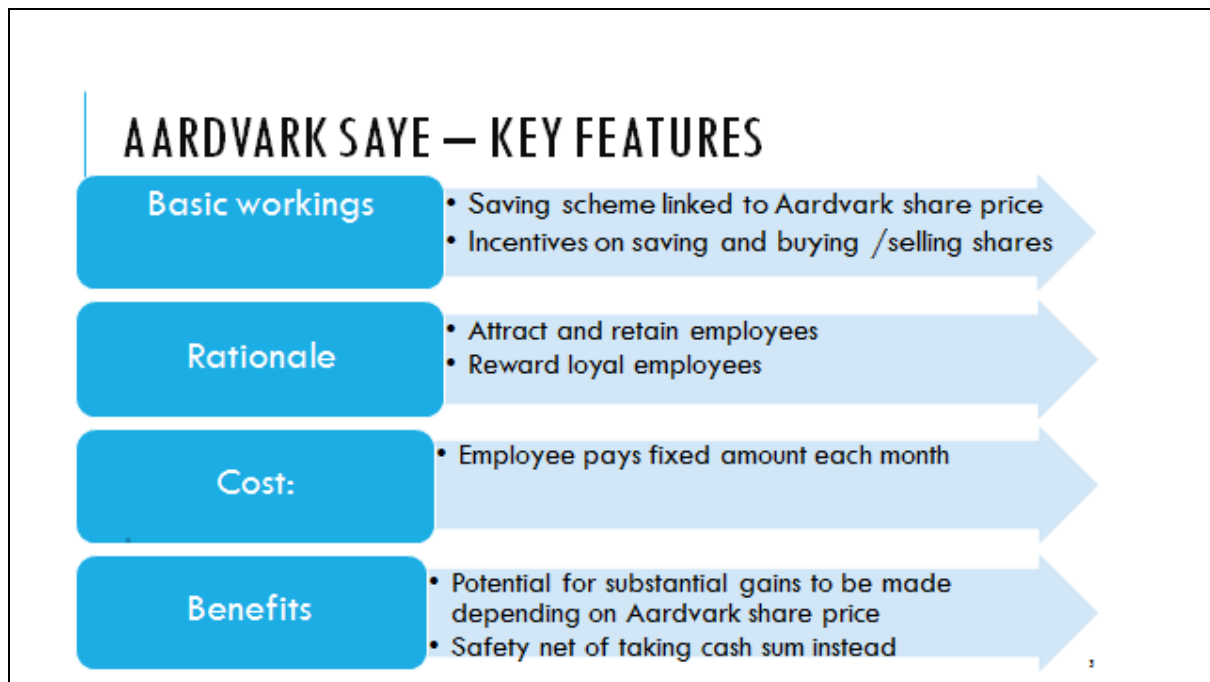 AARDVARK SAYE – KEY FEATURES
Basic workings
• Saving scheme linked to Aardvark share price
• Incentives on saving and buying /selling shares
Rationale
• Attract and retain employees
• Reward loyal employees
Cost:
• Employee pays fixed amount each month
Benefits
• Potential for substantial gains to be made
depending on Aardvark share price
• Safety net of taking cash sum instead